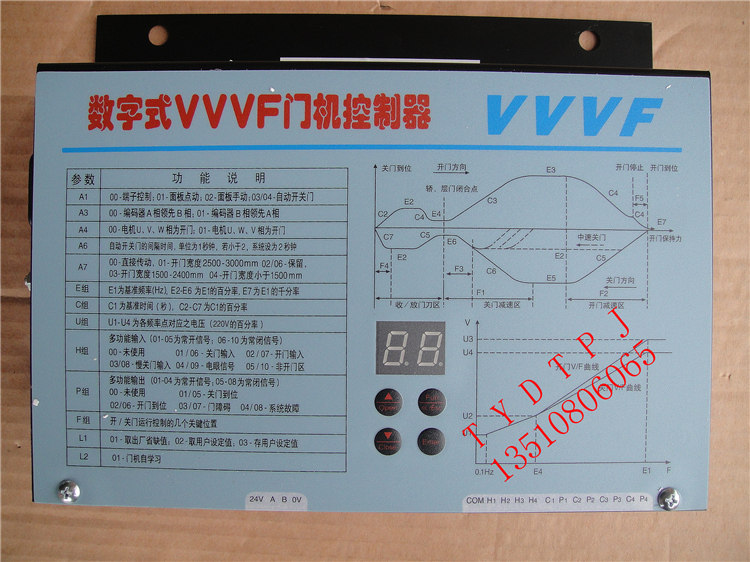 数字式VVVF门机控制器
VVVF
参数 功能说明
A1 00-端子控制; 01-面板点动; 02-面板手动; 03/04-自动开关门
A3 00-编码器A相领先B相; 01-编码器B相领先A相
A4 00-电机U、V、W相为开门; 01-电机U、W、V相为开门
A6 自动开关门的间隔时间, 单位为1秒钟, 若小于2, 系统设为2秒钟
A7 00-直接传动, 01-开门宽度2500-3000mm 02/06-保留,
03-开门宽度1500-2400mm 04-开门宽度小于1500mm
E组 E1为基准频率(Hz), E2-E6为E1的百分率, E7为E1的千分率
C组 C1为基准时间 (秒), C2-C7为C1的百分率
U组 U1-U4为各频率点对应之电压 (220V的百分率)
H组 多功能输入 (01-05为常开信号; 06-10为常闭信号)
00-未使用 01/06-关门输入 02/07-开门输入
03/08-慢关门输入 04/09-电眼信号 05/10-非开门区
P组 多功能输出 (01-04为常开信号, 05-08为常闭信号)
00-未使用 01/05-关门到位
02/06-开门到位 03/07-门障碍 04/08-系统故障
F组 开/关门运行控制的几个关键位置
L1 01-取出厂省缺值; 02-取用户设定值; 03-存用户设定值
L2 01-门机自学习
关门到位 开门方向 开门停止 开门到位
轿、层门闭合点
E3
C3 C4
C2 E2 E4 C4 F5 E7
C7 E2 E6 C5 中速关门 开门保持力
F4 F3 E5 C4 关门方向
F1 F2
收/放门刀区 关门减速区 开门减速区
V
U3
U4
开门V/F曲线
U2
0.1Hz E4 E1 F
Open
Close
Enter
24V A B 0V
COM H1 H2 H3 H4 C1 P1 C2 P2 C3 P3 C4 P4
TYDTPJ
13510806065